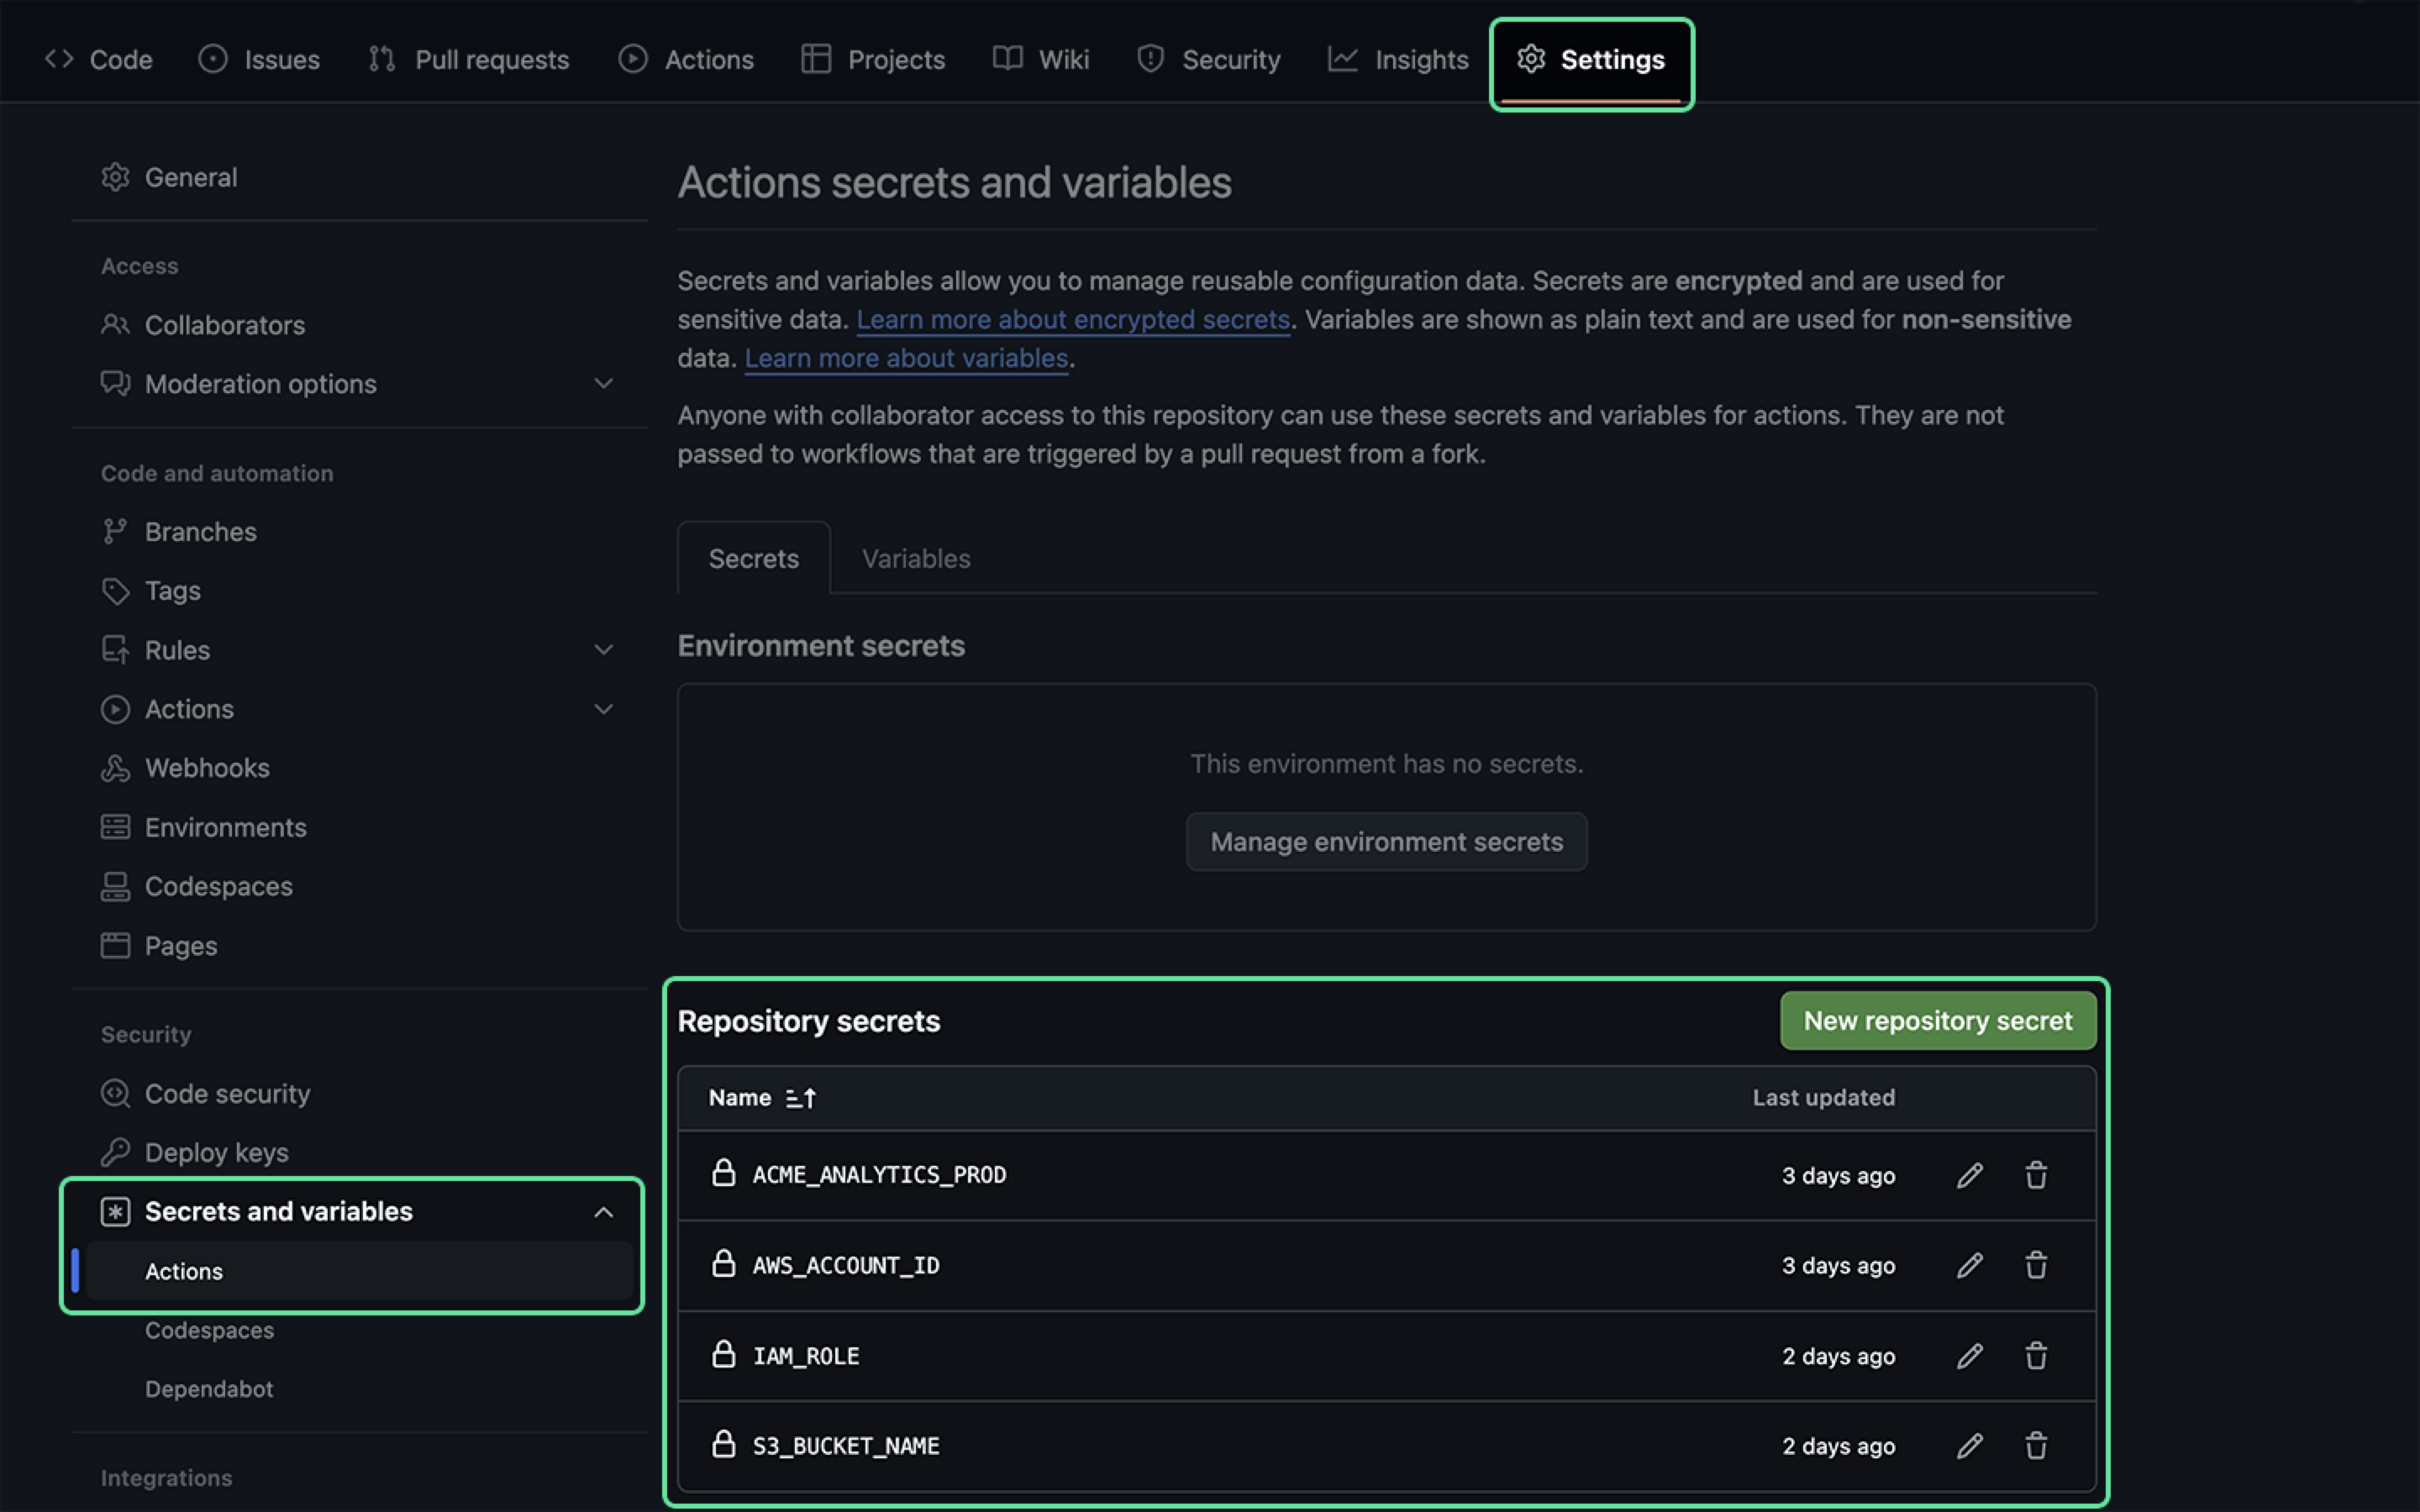 Code Issues Pull requests Actions Projects Wiki Security Insights Settings
General
Access
Collaborators
Moderation options
Code and automation
Branches
Tags
Rules
Actions
Webhooks
Environments
Codespaces
Pages
Security
Code security
Deploy keys
Secrets and variables
Actions
Codespaces
Dependabot
Integrations
Actions secrets and variables
Secrets and variables allow you to manage reusable configuration data. Secrets are encrypted and are used for
sensitive data. Learn more about encrypted secrets. Variables are shown as plain text and are used for non-sensitive
data. Learn more about variables.
Anyone with collaborator access to this repository can use these secrets and variables for actions. They are not
passed to workflows that are triggered by a pull request from a fork.
Secrets Variables
Environment secrets
This environment has no secrets.
Manage environment secrets
Repository secrets New repository secret
Name Last updated
ACME_ANALYTICS_PROD 3 days ago
AWS_ACCOUNT_ID 3 days ago
IAM_ROLE 2 days ago
S3_BUCKET_NAME 2 days ago